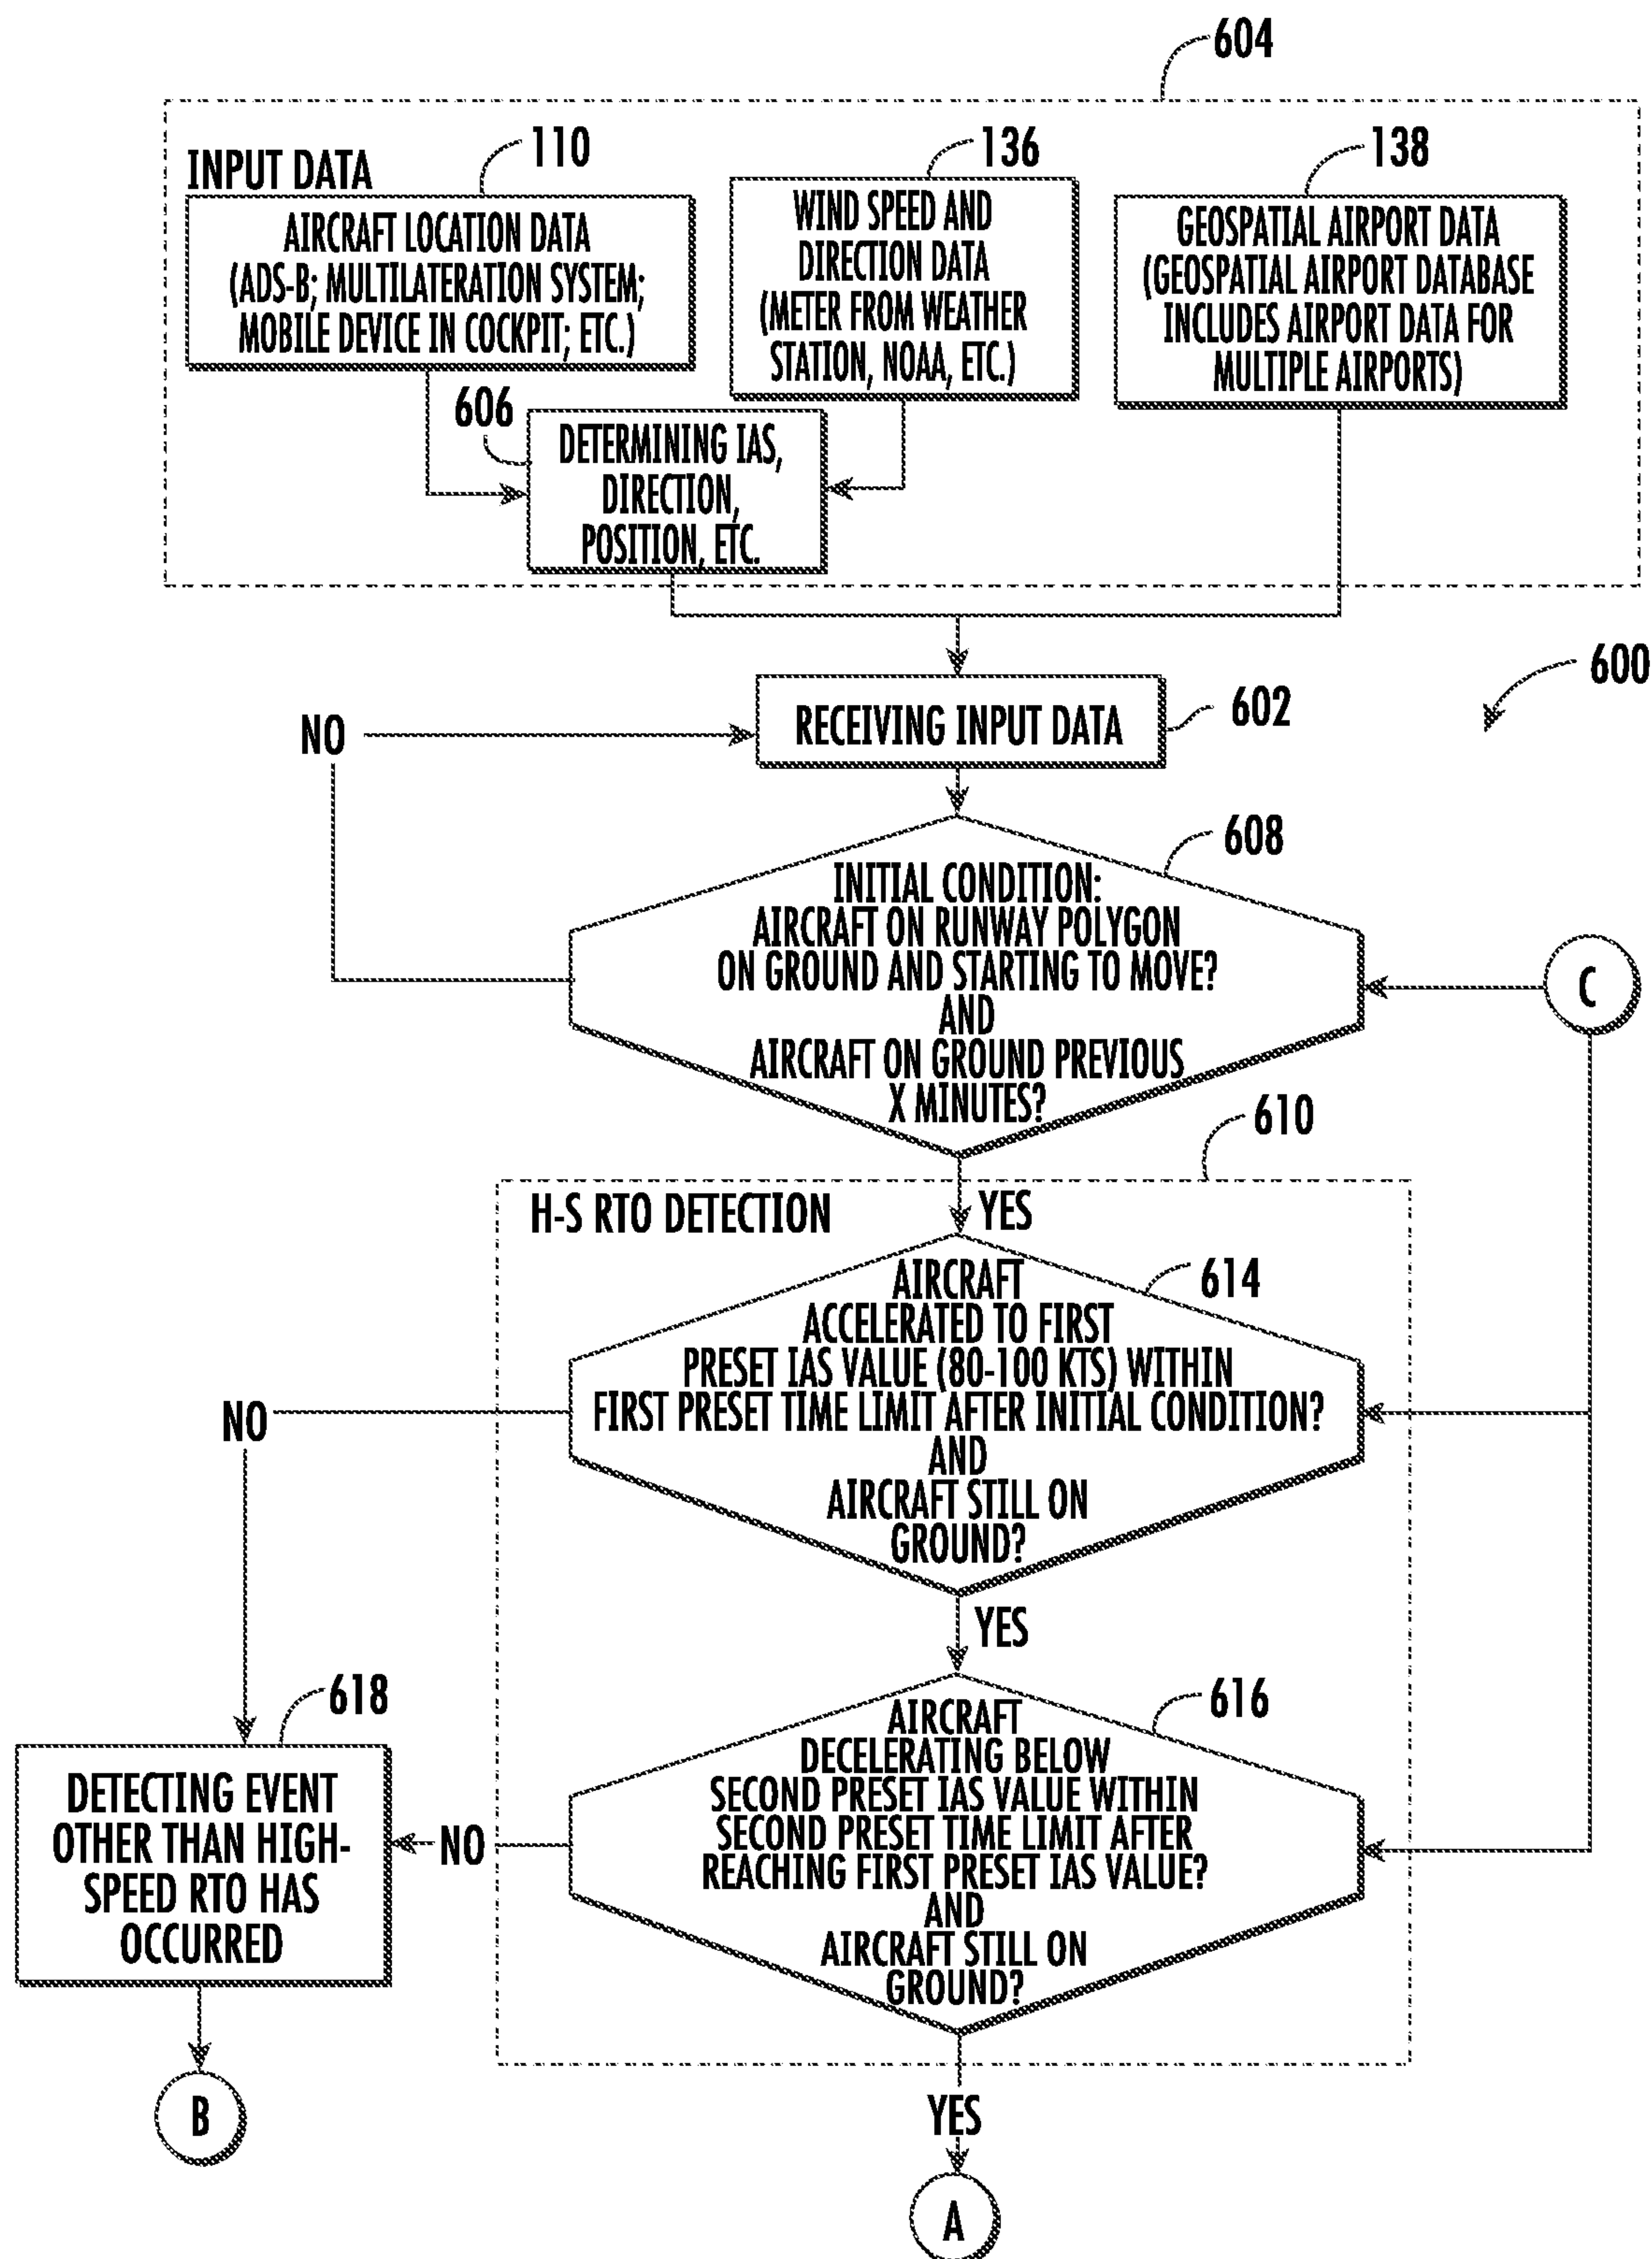 604
INPUT DATA
110
AIRCRAFT LOCATION DATA
(ADS-B; MULTILATERATION SYSTEM;
MOBILE DEVICE IN COCKPIT; ETC.)
136
WIND SPEED AND
DIRECTION DATA
(METER FROM WEATHER
STATION, NOAA, ETC.)
138
GEOSPATIAL AIRPORT DATA
(GEOSPATIAL AIRPORT DATABASE
INCLUDES AIRPORT DATA FOR
MULTIPLE AIRPORTS)
606
DETERMINING IAS,
DIRECTION,
POSITION, ETC.
600
RECEIVING INPUT DATA
602
NO
608
INITIAL CONDITION:
AIRCRAFT ON RUNWAY POLYGON
ON GROUND AND STARTING TO MOVE?
AND
AIRCRAFT ON GROUND PREVIOUS
X MINUTES?
C
610
YES
H-S RTO DETECTION
614
AIRCRAFT
ACCELERATED TO FIRST
PRESET IAS VALUE (80-100 KTS) WITHIN
FIRST PRESET TIME LIMIT AFTER INITIAL CONDITION?
AND
AIRCRAFT STILL ON
GROUND?
NO
YES
616
AIRCRAFT
DECELERATING BELOW
SECOND PRESET IAS VALUE WITHIN
SECOND PRESET TIME LIMIT AFTER
REACHING FIRST PRESET IAS VALUE?
AND
AIRCRAFT STILL ON
GROUND?
NO
618
DETECTING EVENT
OTHER THAN HIGH-
SPEED RTO HAS
OCCURRED
B
YES
A